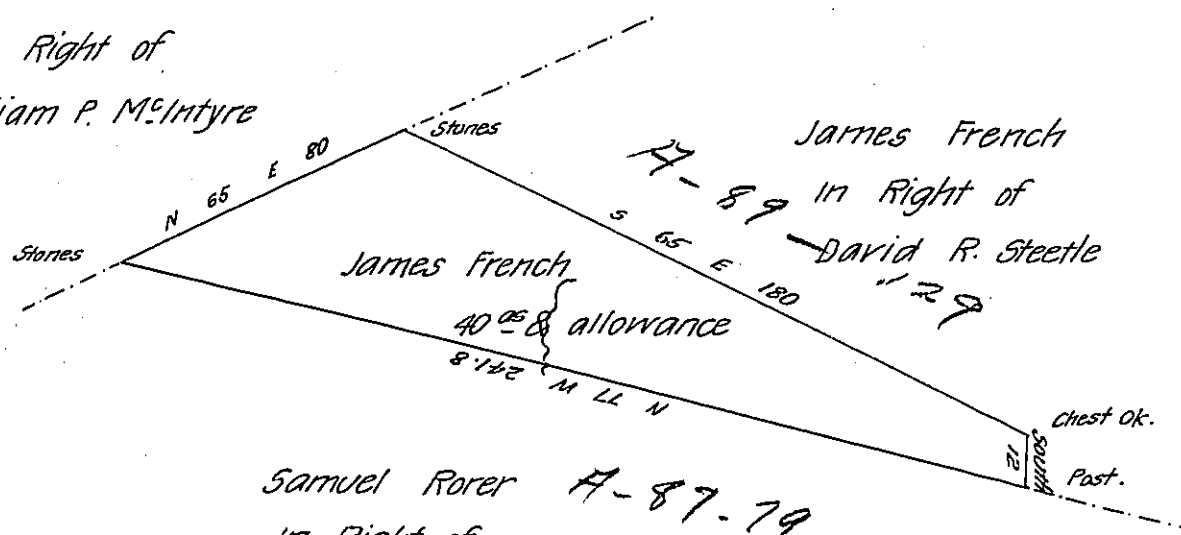 Right of
iam P. McIntyre
Stones
N 65 E 80
Stones
James French
In Right of
David R. Steetle
A-89
129
S 65 E 180
James French
40 as & allowance
N 77 W 241.8
Chest Ok.
South 12
Post.
Samuel Rorer
A-87-79
In Right of